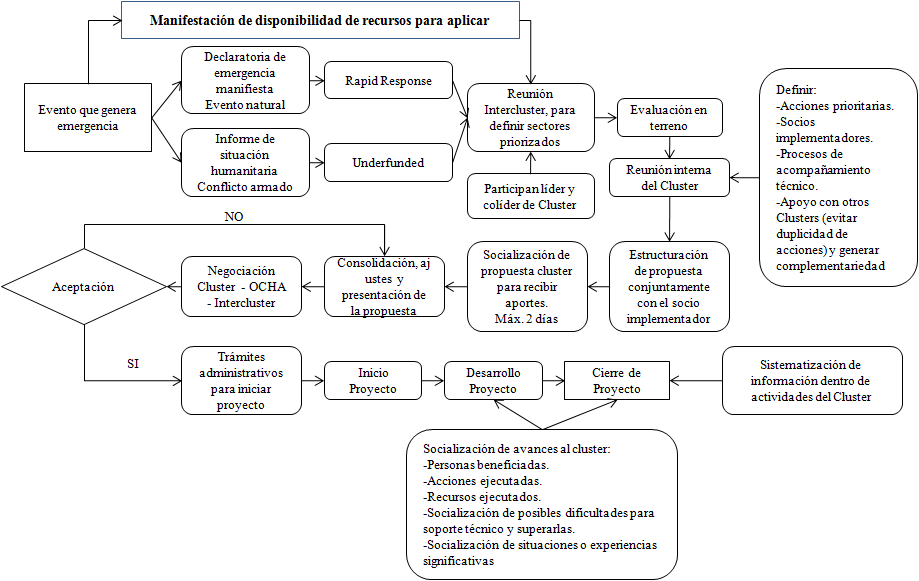 Manifestación de disponibilidad de recursos para aplicar
Evento que genera
emergencia
Declaratoria de
emergencia
manifiesta
Evento natural
Rapid Response
Informe de
situación
humanitaria
Conflicto armado
Underfunded
Reunión
Intercluster, para
definir sectores
priorizados
Participan líder y
colíder de Cluster
Evaluación en
terreno
Reunión interna
del Cluster
Definir:
-Acciones prioritarias.
-Socios
implementadores.
-Procesos de
acompañamiento
técnico.
-Apoyo con otros
Clusters (evitar
duplicidad de
acciones) y generar
complementariedad
Estructuración
de propuesta
conjuntamente
con el socio
implementador
Socialización de
propuesta cluster
para recibir
aportes.
Máx. 2 días
Consolidación, aj
ustes y
presentación de
la propuesta
Negociación
Cluster - OCHA
- Intercluster
Aceptación
NO
SI
Trámites
administrativos
para iniciar
proyecto
Inicio
Proyecto
Desarrollo
Proyecto
Cierre de
Proyecto
Sistematización de
información dentro de
actividades del Cluster
Socialización de avances al cluster:
-Personas beneficiadas.
-Acciones ejecutadas.
-Recursos ejecutados.
-Socialización de posibles dificultades para
soporte técnico y superarlas.
-Socialización de situaciones o experiencias
significativas